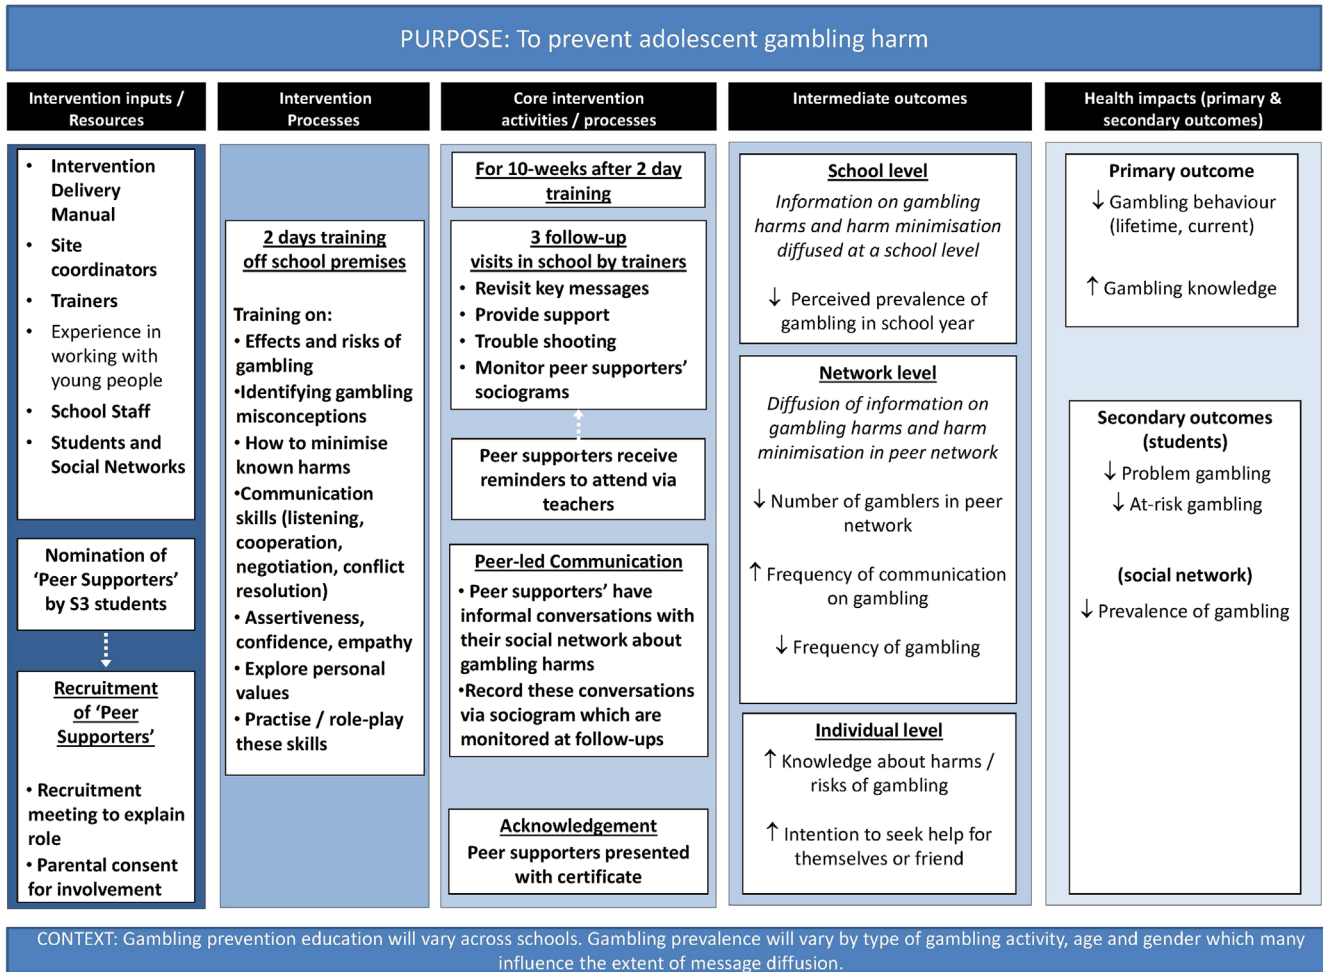 PURPOSE: To prevent adolescent gambling harm
Intervention inputs /
Resources
Intervention
Processes
Core intervention
activities / processes
Intermediate outcomes
Health impacts (primary &
secondary outcomes)
• Intervention
Delivery
Manual
• Site
coordinators
• Trainers
• Experience in
working with
young people
• School Staff
• Students and
Social Networks
Nomination of
‘Peer Supporters’
by S3 students
Recruitment
of ‘Peer
Supporters’
• Recruitment
meeting to explain
role
• Parental consent
for involvement
2 days training
off school premises
Training on:
• Effects and risks of
gambling
•Identifying gambling
misconceptions
• How to minimise
known harms
•Communication
skills (listening,
cooperation,
negotiation, conflict
resolution)
• Assertiveness,
confidence, empathy
• Explore personal
values
• Practise / role-play
these skills
For 10-weeks after 2 day
training
3 follow-up
visits in school by trainers
• Revisit key messages
• Provide support
• Trouble shooting
• Monitor peer supporters’
sociograms
Peer supporters receive
reminders to attend via
teachers
Peer-led Communication
• Peer supporters’ have
informal conversations with
their social network about
gambling harms
•Record these conversations
via sociogram which are
monitored at follow-ups
Acknowledgement
Peer supporters presented
with certificate
School level
Information on gambling
harms and harm minimisation
diffused at a school level
↓ Perceived prevalence of
gambling in school year
Network level
Diffusion of information on
gambling harms and harm
minimisation in peer network
↓ Number of gamblers in peer
network
↑ Frequency of communication
on gambling
↓ Frequency of gambling
Individual level
↑ Knowledge about harms /
risks of gambling
↑ Intention to seek help for
themselves or friend
Primary outcome
↓ Gambling behaviour
(lifetime, current)
↑ Gambling knowledge
Secondary outcomes
(students)
↓ Problem gambling
↓ At-risk gambling
(social network)
↓ Prevalence of gambling
CONTEXT: Gambling prevention education will vary across schools. Gambling prevalence will vary by type of gambling activity, age and gender which many
influence the extent of message diffusion.